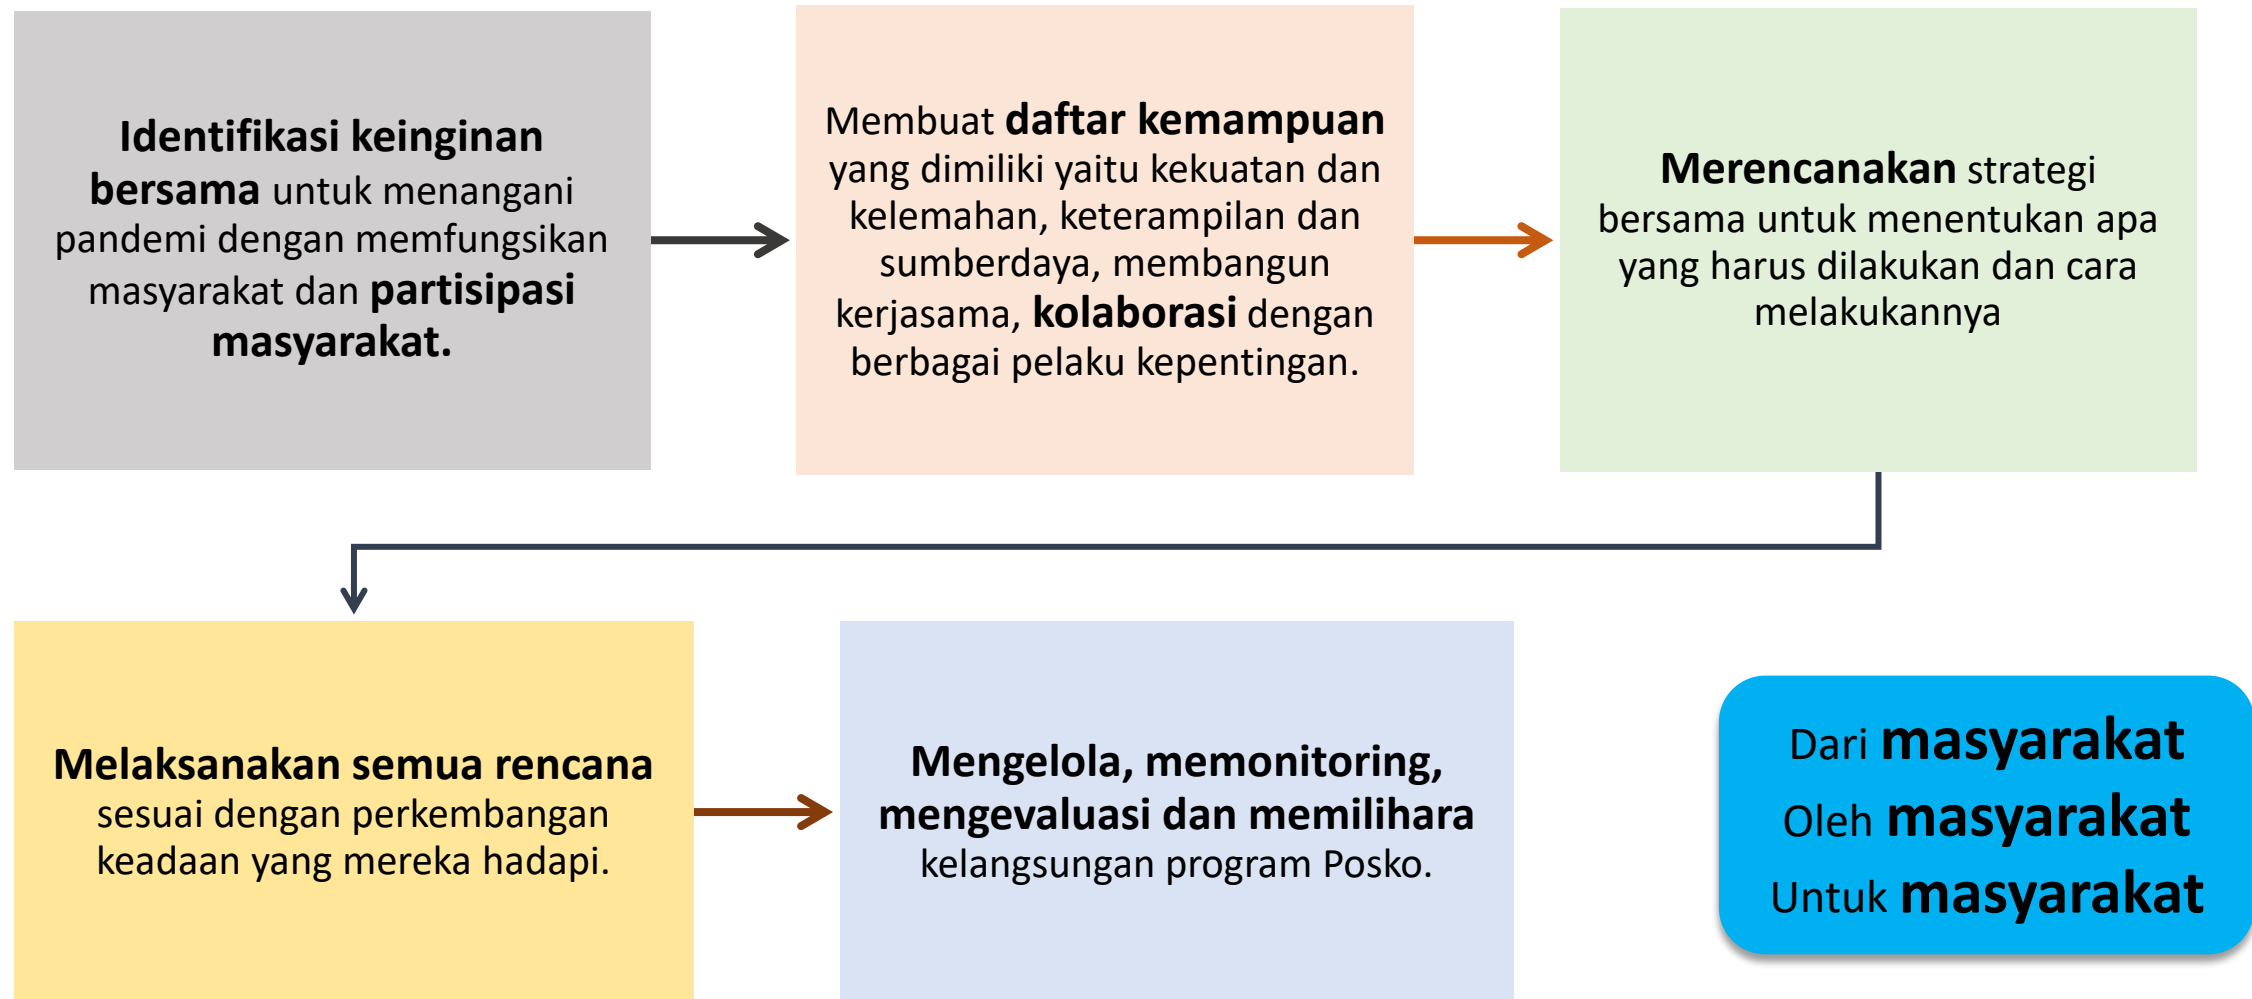 Identifikasi keinginan
bersama untuk menangani
pandemi dengan memfungsikan
masyarakat dan partisipasi
masyarakat.
Membuat daftar kemampuan
yang dimiliki yaitu kekuatan dan
kelemahan, keterampilan dan
sumberdaya, membangun
kerjasama, kolaborasi dengan
berbagai pelaku kepentingan.
Merencanakan strategi
bersama untuk menentukan apa
yang harus dilakukan dan cara
melakukannya
Melaksanakan semua rencana
sesuai dengan perkembangan
keadaan yang mereka hadapi.
Mengelola, memonitoring,
mengevaluasi dan memilihara
kelangsungan program Posko.
Dari masyarakat
Oleh masyarakat
Untuk masyarakat